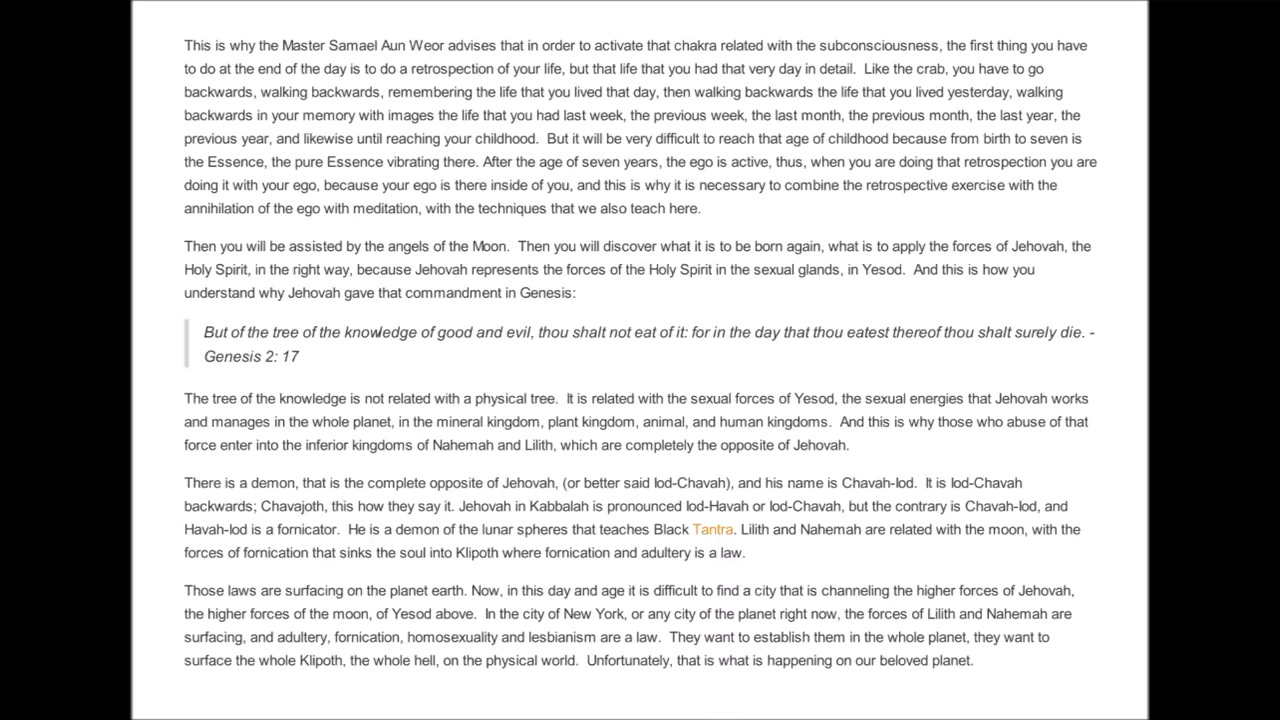 This is why the Master Samael Aun Weor advises that in order to activate that chakra related with the subconsciousness, the first thing you have
to do at the end of the day is to do a retrospection of your life, but that life that you had that very day in detail.  Like the crab, you have to go
backwards, walking backwards, remembering the life that you lived that day, then walking backwards the life that you lived yesterday, walking
backwards in your memory with images the life that you had last week, the previous week, the last month, the previous month, the last year, the
previous year, and likewise until reaching your childhood.  But it will be very difficult to reach that age of childhood because from birth to seven is
the Essence, the pure Essence vibrating there. After the age of seven years, the ego is active, thus, when you are doing that retrospection you are
doing it with your ego, because your ego is there inside of you, and this is why it is necessary to combine the retrospective exercise with the
annihilation of the ego with meditation, with the techniques that we also teach here.
Then you will be assisted by the angels of the Moon.  Then you will discover what it is to be born again, what is to apply the forces of Jehovah, the
Holy Spirit, in the right way, because Jehovah represents the forces of the Holy Spirit in the sexual glands, in Yesod.  And this is how you
understand why Jehovah gave that commandment in Genesis:
But of the tree of the knowledge of good and evil, thou shalt not eat of it: for in the day that thou eatest thereof thou shalt surely die. -
Genesis 2: 17
The tree of the knowledge is not related with a physical tree.  It is related with the sexual forces of Yesod, the sexual energies that Jehovah works
and manages in the whole planet, in the mineral kingdom, plant kingdom, animal, and human kingdoms.  And this is why those who abuse of that
force enter into the inferior kingdoms of Nahemah and Lilith, which are completely the opposite of Jehovah.
There is a demon, that is the complete opposite of Jehovah, (or better said Iod-Chavah), and his name is Chavah-Iod.  It is Iod-Chavah
backwards; Chavajoth, this how they say it. Jehovah in Kabbalah is pronounced Iod-Havah or Iod-Chavah, but the contrary is Chavah-Iod, and
Havah-Iod is a fornicator.  He is a demon of the lunar spheres that teaches Black Tantra. Lilith and Nahemah are related with the moon, with the
forces of fornication that sinks the soul into Klipoth where fornication and adultery is a law.
Those laws are surfacing on the planet earth. Now, in this day and age it is difficult to find a city that is channeling the higher forces of Jehovah,
the higher forces of the moon, of Yesod above.  In the city of New York, or any city of the planet right now, the forces of Lilith and Nahemah are
surfacing, and adultery, fornication, homosexuality and lesbianism are a law.  They want to establish them in the whole planet, they want to
surface the whole Klipoth, the whole hell, on the physical world.  Unfortunately, that is what is happening on our beloved planet.